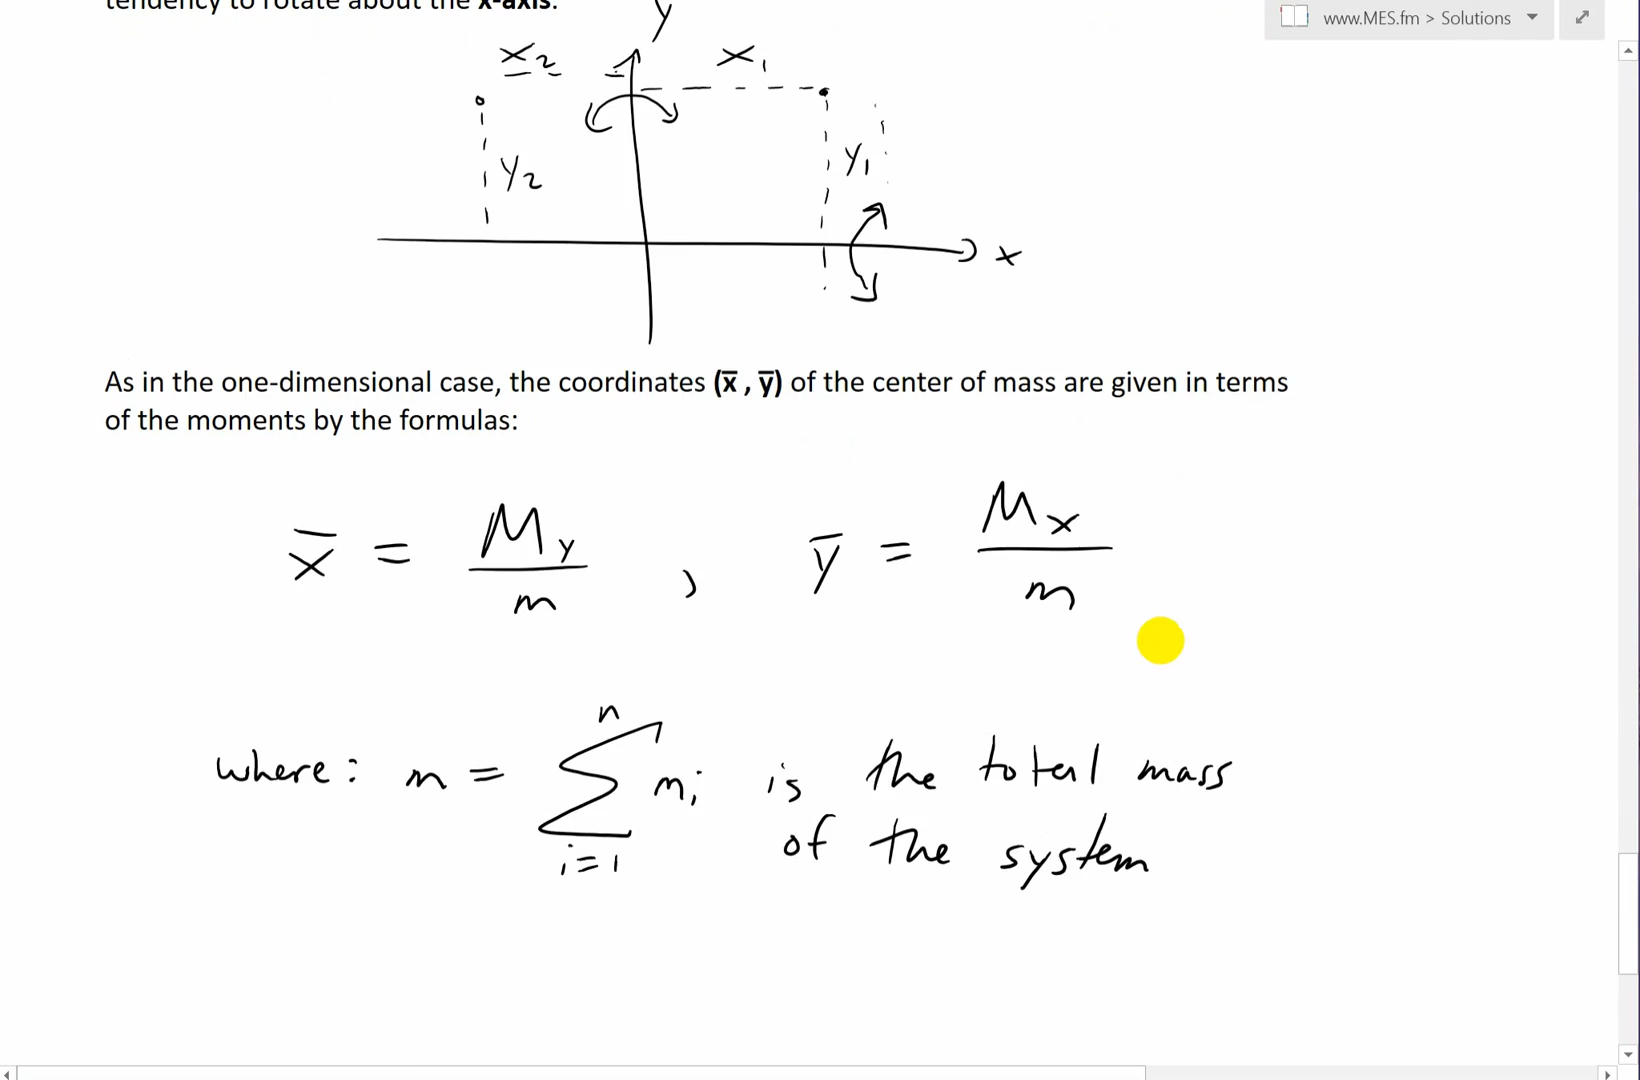 tendency to rotate about the x-axis.
www.MES.fm > Solutions
y
x₂ x₁
y₂ y₁
x
As in the one-dimensional case, the coordinates (x̅ , y̅) of the center of mass are given in terms
of the moments by the formulas:
x̅ = My/m , y̅ = Mx/m
n
where: m = Σ mᵢ is the total mass
i=1 of the system